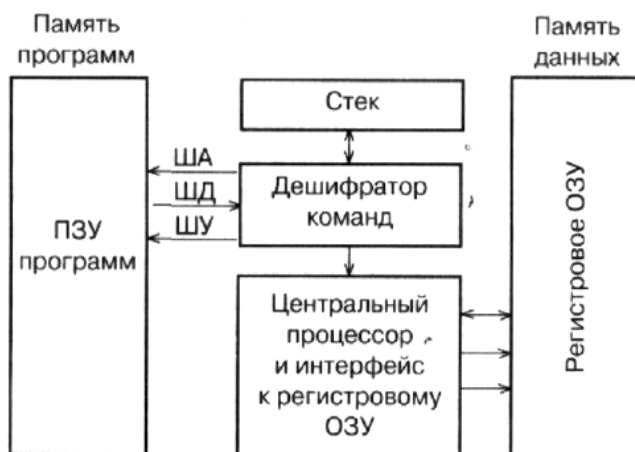 Память
программ
Память
данных
Стек
ША
ШД
ШУ
Дешифратор
команд
ПЗУ
программ
Центральный
процессор
и интерфейс
к регистровому
ОЗУ
Регистровое ОЗУ